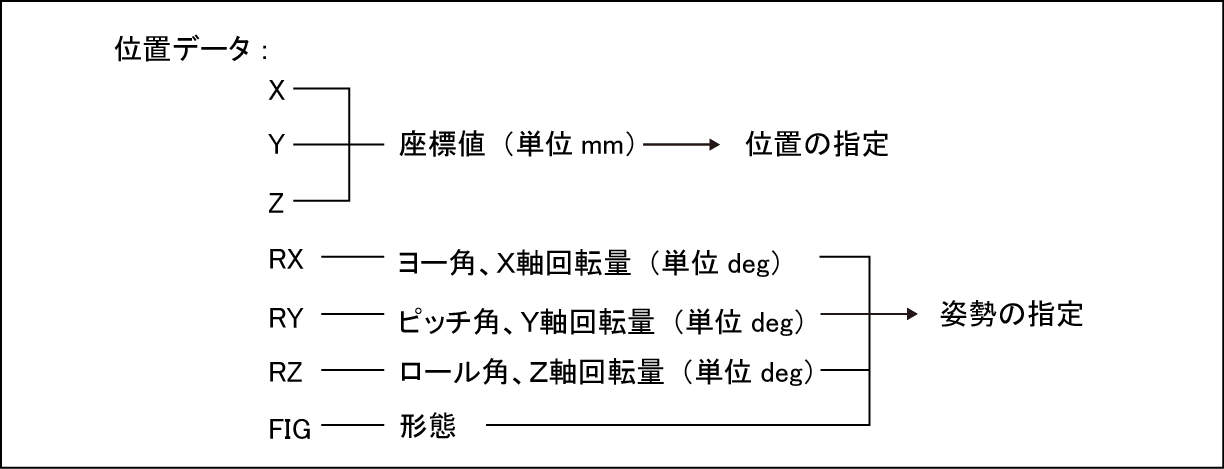 位置データ：
X
Y 座標値（単位 mm） 位置の指定
Z
RX ヨー角、X軸回転量（単位 deg）
RY ピッチ角、Y軸回転量（単位 deg） 姿勢の指定
RZ ロール角、Z軸回転量（単位 deg）
FIG 形態